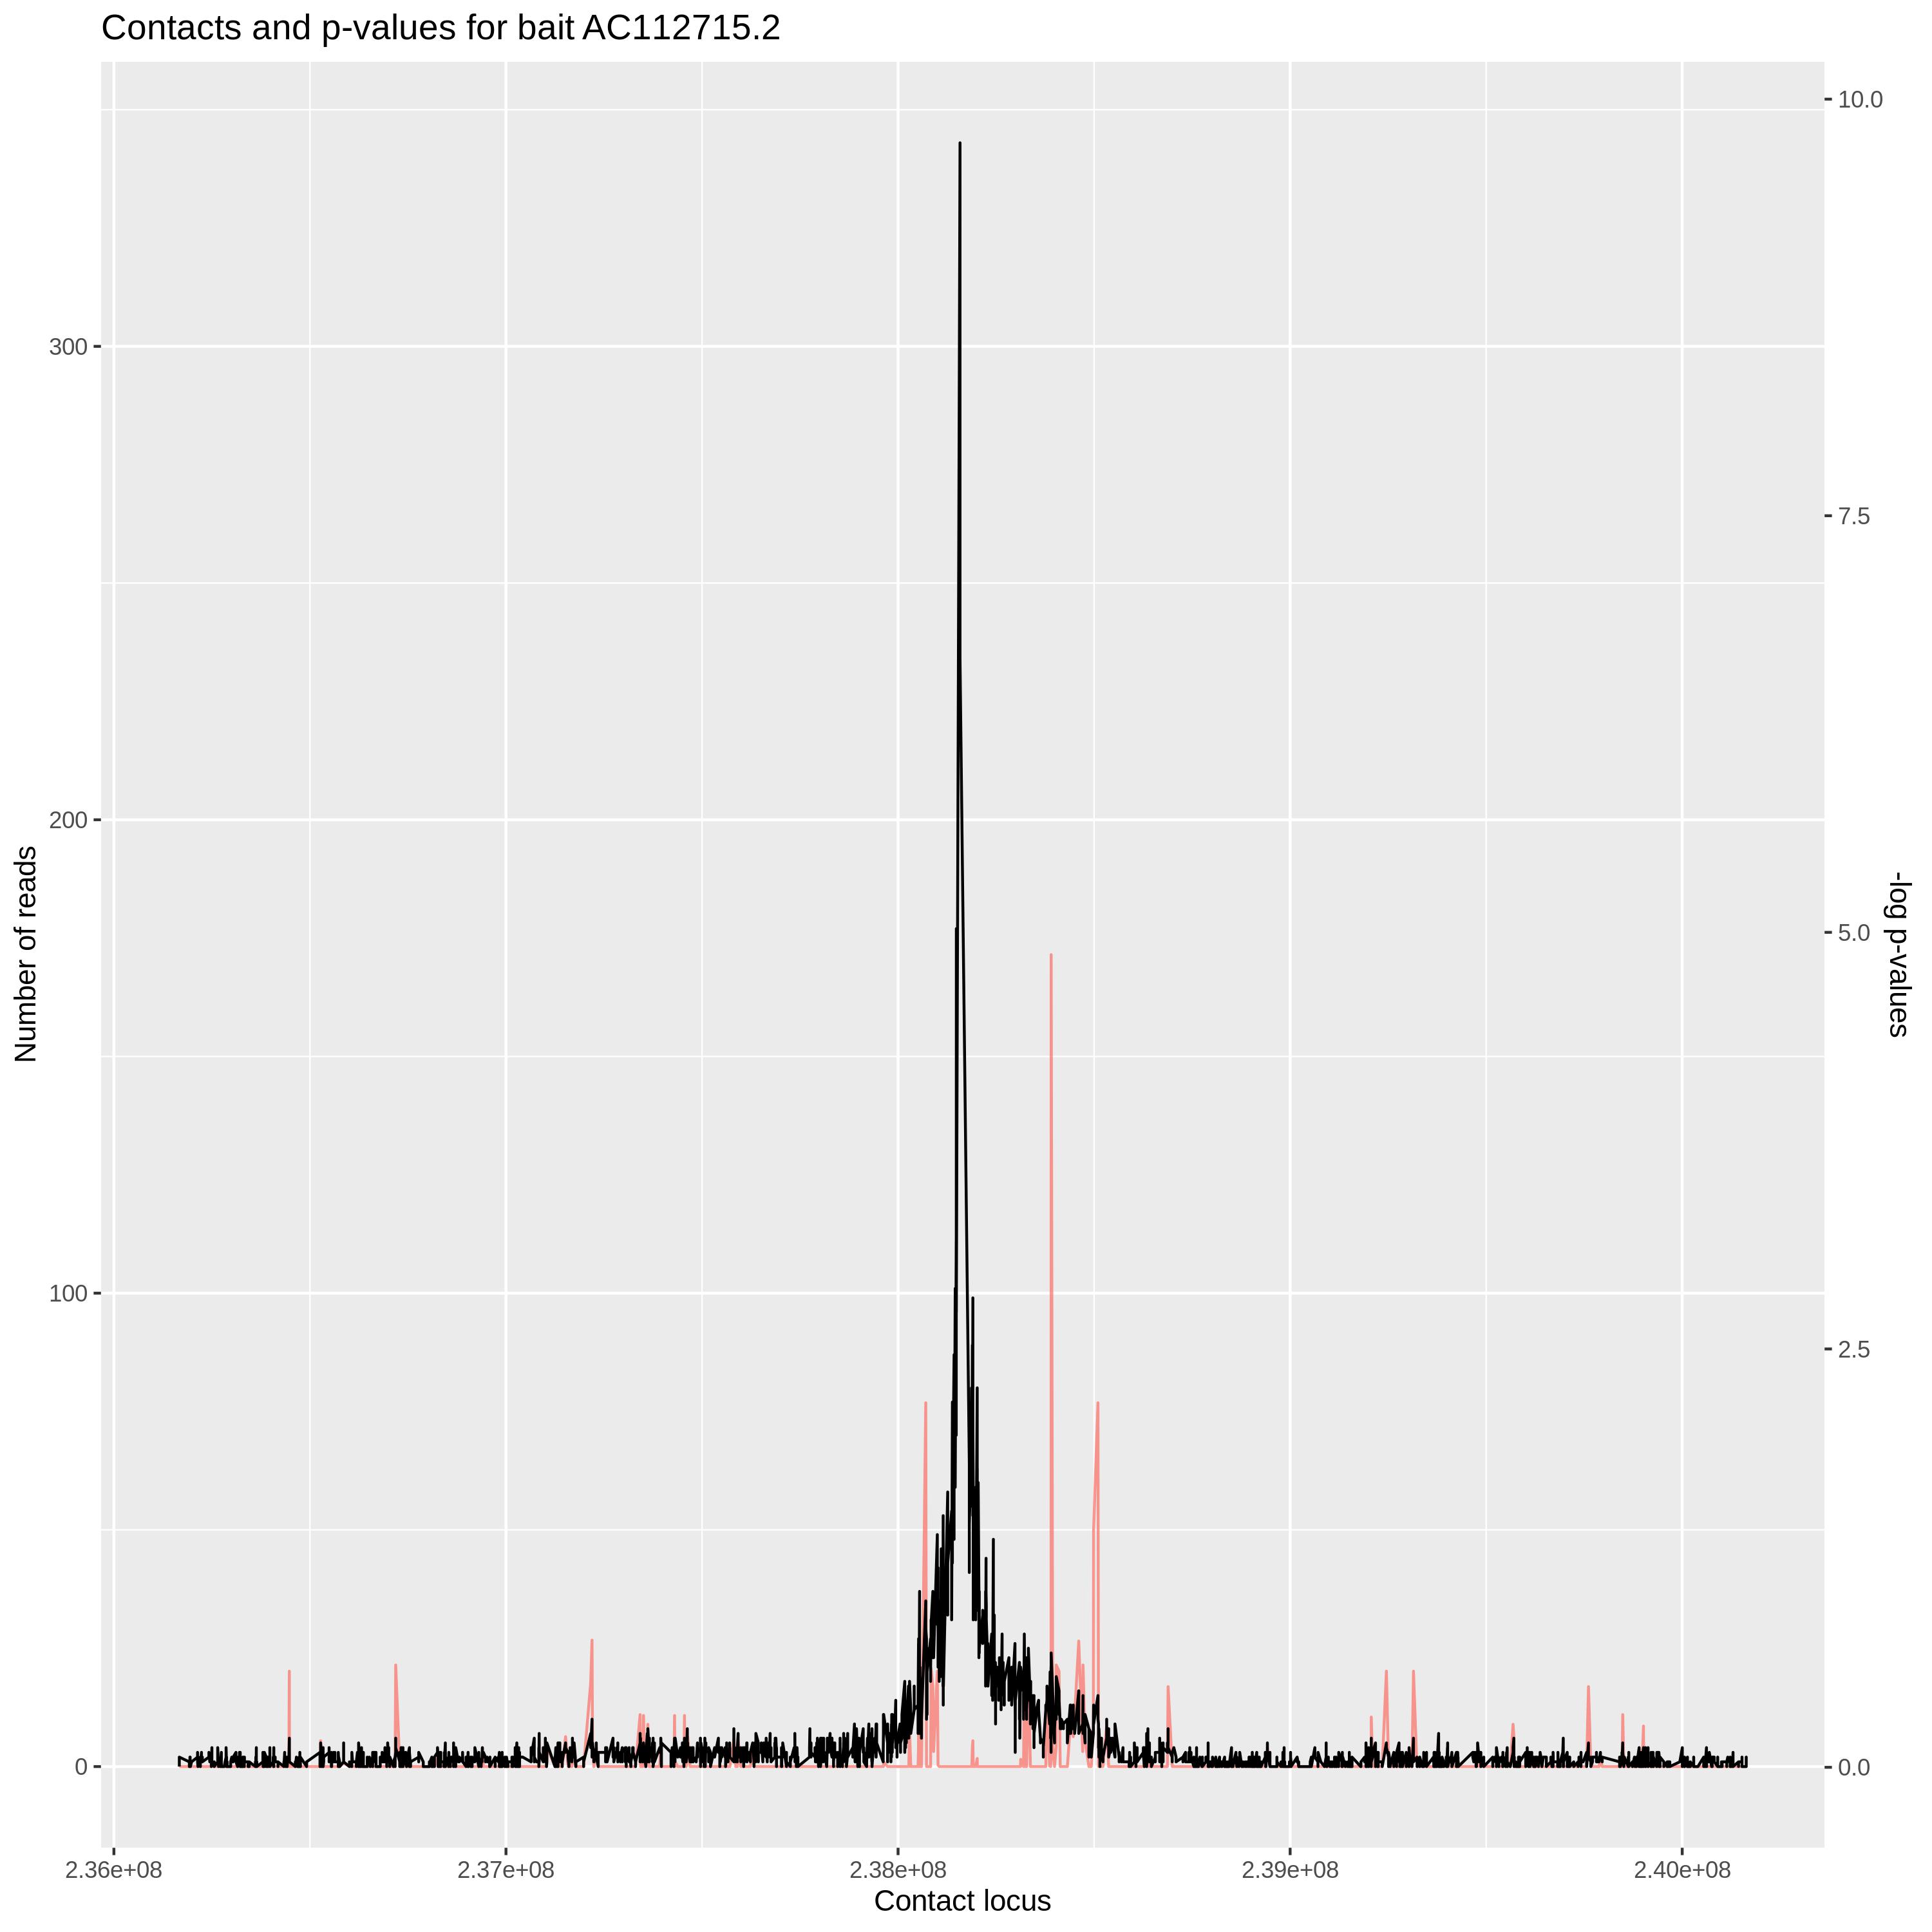 Contacts and p-values for bait AC112715.2
Number of reads
300
200
100
0
10.0
7.5
5.0
2.5
0.0
-log p-values
2.36e+08 2.37e+08 2.38e+08 2.39e+08 2.40e+08
Contact locus